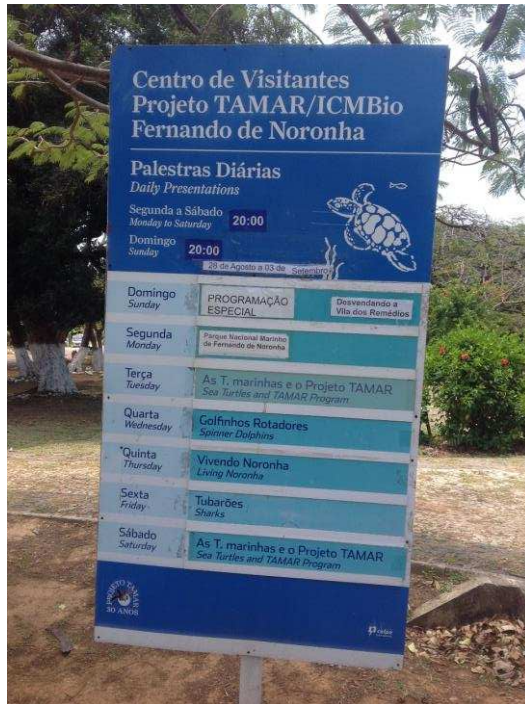 Centro de Visitantes
Projeto TAMAR/ICMBio
Fernando de Noronha
Palestras Diárias
Daily Presentations
Segunda a Sábado
Monday to Saturday
20:00
Domingo
Sunday
20:00
28 de Agosto a 03 de Setembro
Domingo
Sunday
PROGRAMAÇÃO
ESPECIAL
Desvendando a
Vila dos Remédios
Segunda
Monday
Parque Nacional Marinho
de Fernando de Noronha
Terça
Tuesday
As T. marinhas e o Projeto TAMAR
Sea Turtles and TAMAR Program
Quarta
Wednesday
Golfinhos Rotadores
Spinner Dolphins
Quinta
Thursday
Vivendo Noronha
Living Noronha
Sexta
Friday
Tubarões
Sharks
Sábado
Saturday
As T. marinhas e o Projeto TAMAR
Sea Turtles and TAMAR Program
PROJETO TAMAR
30 ANOS